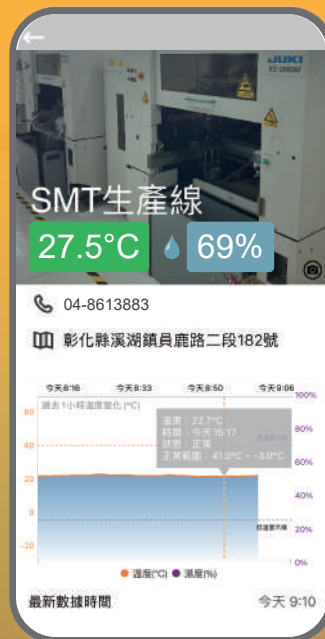 JUKI
SMT生產線
27.5°C 69%
04-8613883
彰化縣溪湖鎮員鹿路二段182號
今天8:16 今天8:33 今天8:50 今天9:06
過去1小時溫度變化 (°C)
100%
60
80%
40
60%
20
40%
0
20%
-20
0%
溫度：22.7°C
時間：今天15:17
狀態：正常
正常範圍：41.0°C ~ -3.0°C
溫度(°C) 濕度(%)
最新數據時間 今天 9:10